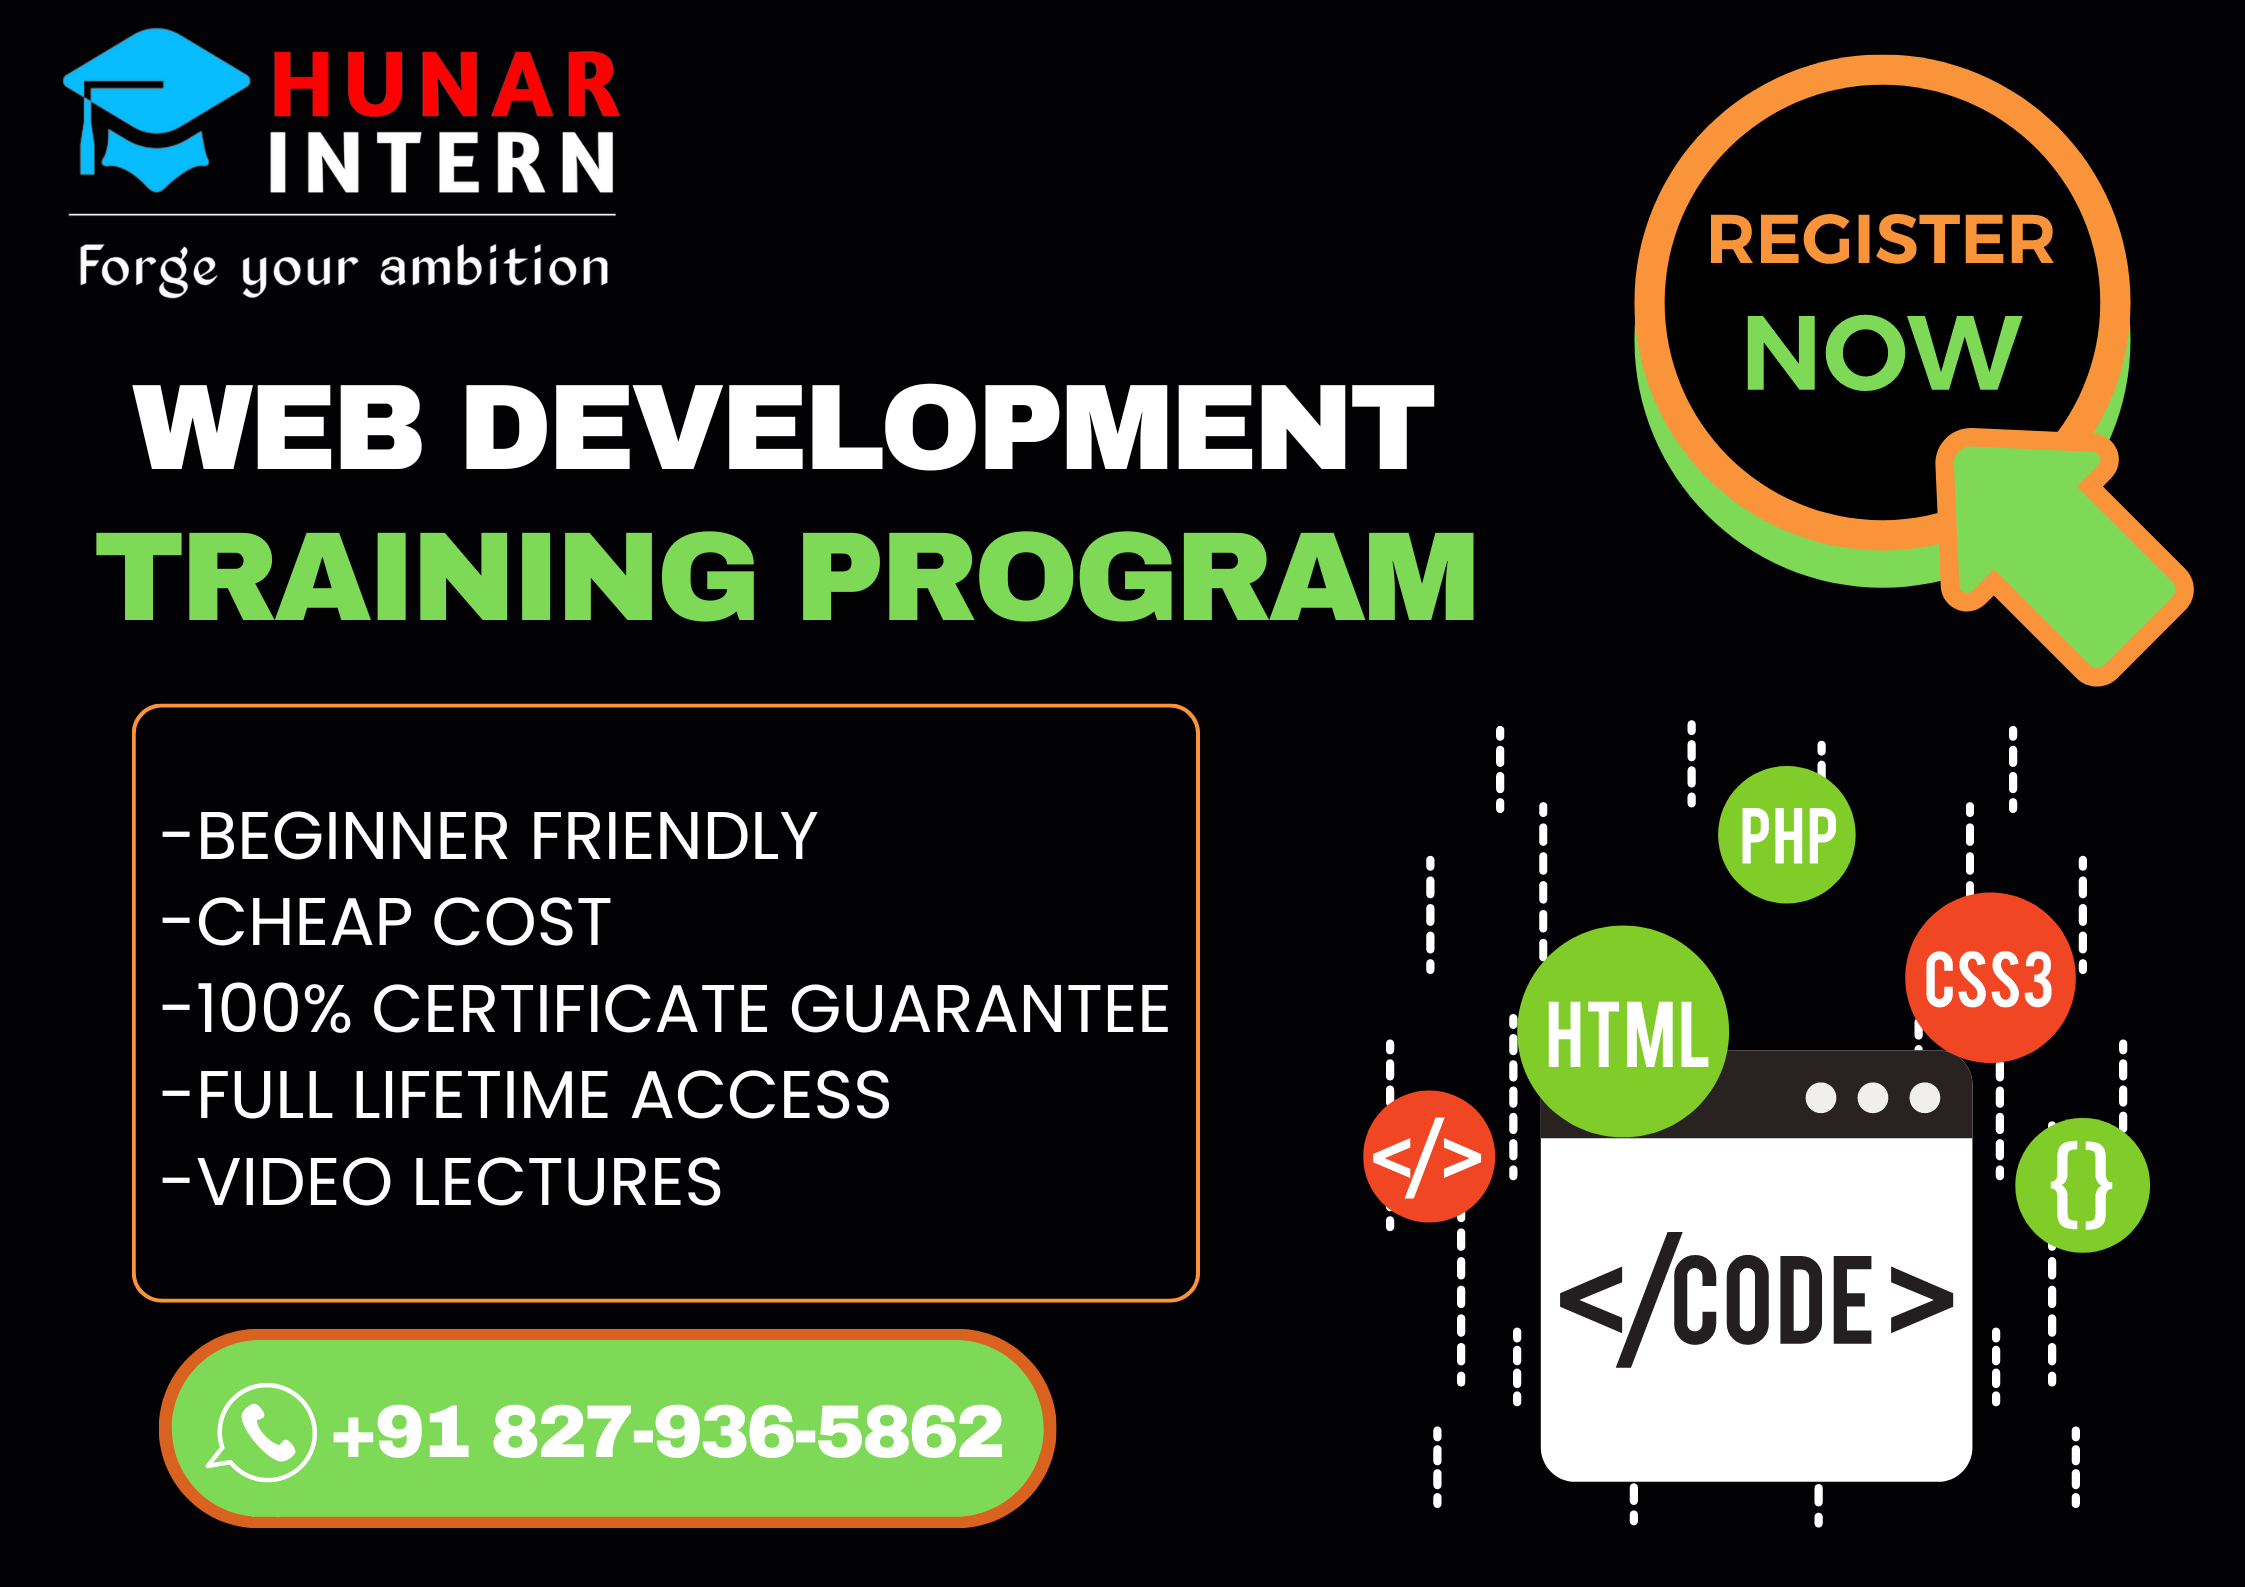 HUNAR
INTERN
Forge your ambition
REGISTER
NOW
WEB DEVELOPMENT
TRAINING PROGRAM
-BEGINNER FRIENDLY
-CHEAP COST
-100% CERTIFICATE GUARANTEE
-FULL LIFETIME ACCESS
-VIDEO LECTURES
+91 827-936-5862
PHP
CSS3
HTML
</>
{}
</CODE>